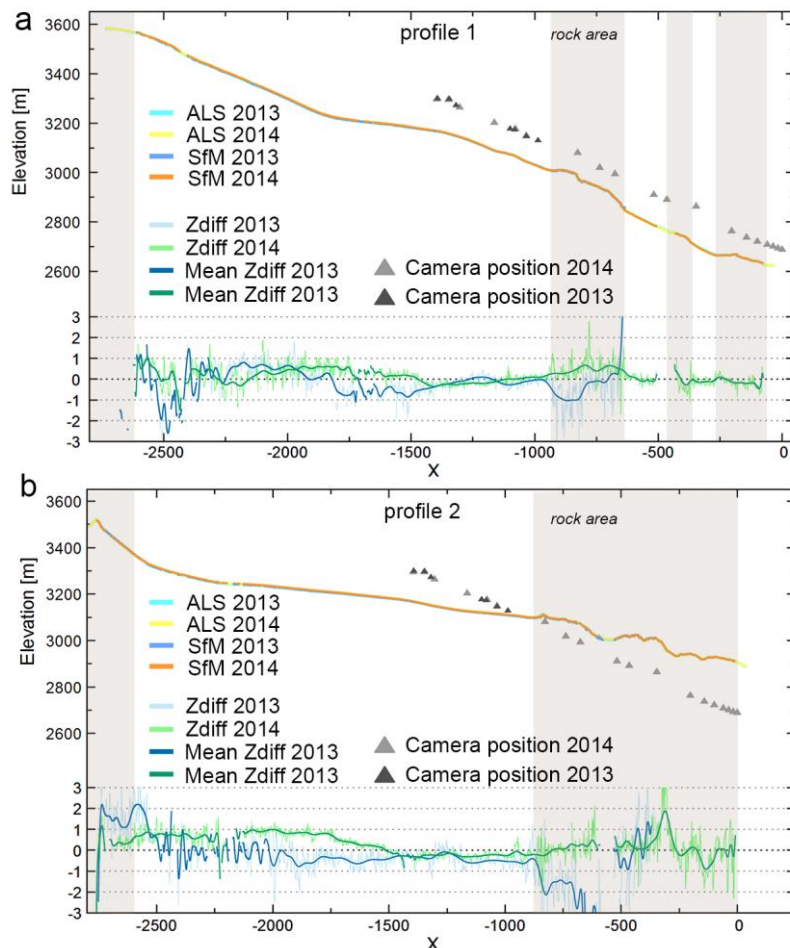 a
profile 1
rock area
3600
3400
3200
3000
2800
2600
Elevation [m]
ALS 2013
ALS 2014
SfM 2013
SfM 2014
Zdiff 2013
Zdiff 2014
Mean Zdiff 2013
Mean Zdiff 2013
Camera position 2014
Camera position 2013
3
2
1
0
-1
-2
-3
-2500
-2000
-1500
-1000
-500
0
X
b
profile 2
rock area
3600
3400
3200
3000
2800
2600
Elevation [m]
ALS 2013
ALS 2014
SfM 2013
SfM 2014
Zdiff 2013
Zdiff 2014
Mean Zdiff 2013
Mean Zdiff 2013
Camera position 2014
Camera position 2013
3
2
1
0
-1
-2
-3
-2500
-2000
-1500
-1000
-500
0
X